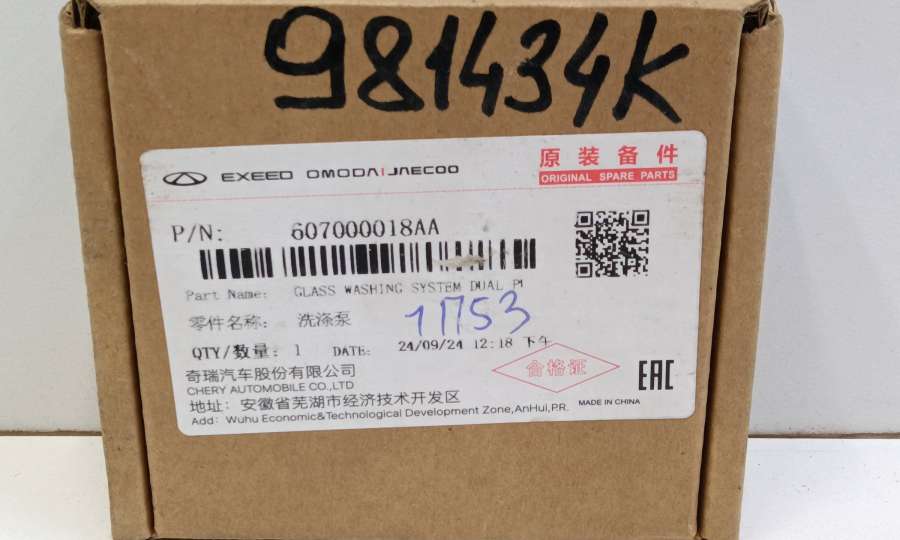 981434K
EXEED OMODA JAECOO
原装备件
ORIGINAL SPARE PARTS
P/N: 607000018AA
Part Name: GLASS WASHING SYSTEM DUAL
零件名称: 洗涤泵
11753
QTY/数量: 1 DATE: 24/09/24 12:18 下午
合格证
奇瑞汽车股份有限公司
CHERY AUTOMOBILE CO.,LTD
地址: 安徽省芜湖市经济技术开发区
Add: Wuhu Economic&Technological Development Zone,AnHui,P.R.
EAC
MADE IN CHINA